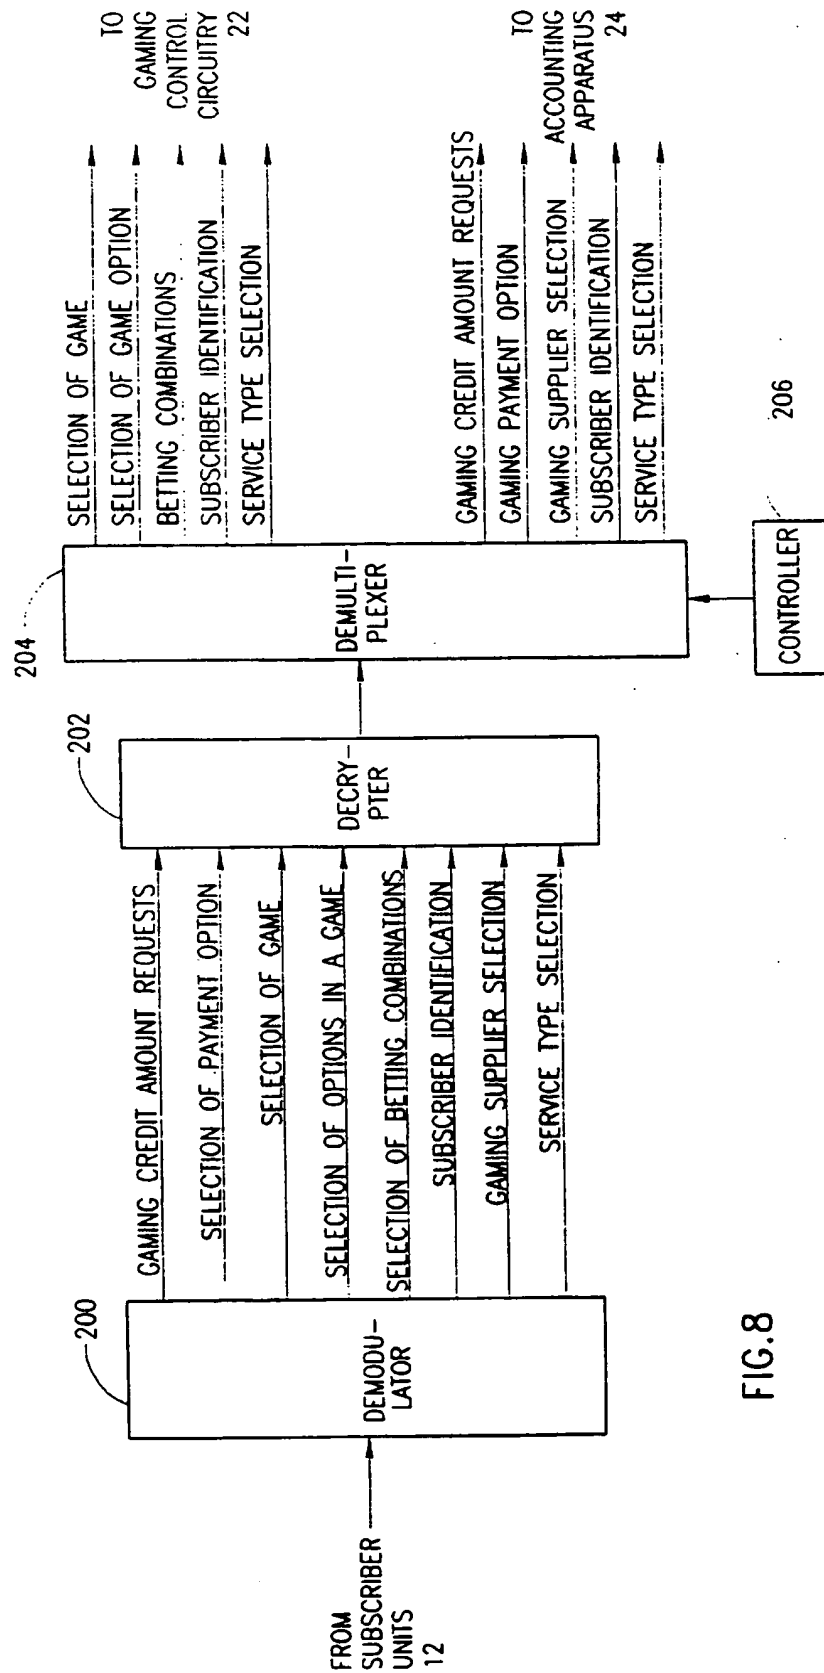 FROM
SUBSCRIBER
UNITS
12
200
DEMODU-
LATOR
GAMING CREDIT AMOUNT REQUESTS
SELECTION OF PAYMENT OPTION
SELECTION OF GAME
SELECTION OF OPTIONS IN A GAME
SELECTION OF BETTING COMBINATIONS
SUBSCRIBER IDENTIFICATION
GAMING SUPPLIER SELECTION
SERVICE TYPE SELECTION
202
DECRY-
PTER
204
DEMULTI-
PLEXER
CONTROLLER
206
SELECTION OF GAME
SELECTION OF GAME OPTION
BETTING COMBINATIONS
SUBSCRIBER IDENTIFICATION
SERVICE TYPE SELECTION
TO
GAMING
CONTROL
CIRCUITRY
22
GAMING CREDIT AMOUNT REQUESTS
GAMING PAYMENT OPTION
GAMING SUPPLIER SELECTION
SUBSCRIBER IDENTIFICATION
SERVICE TYPE SELECTION
TO
ACCOUNTING
APPARATUS
24
FIG.8